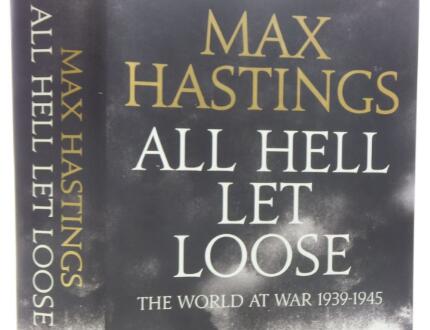 MAX HASTINGS
ALL HELL LET LOOSE
MAX
HASTINGS
ALL HELL
LET
LOOSE
THE WORLD AT WAR 1939-1945